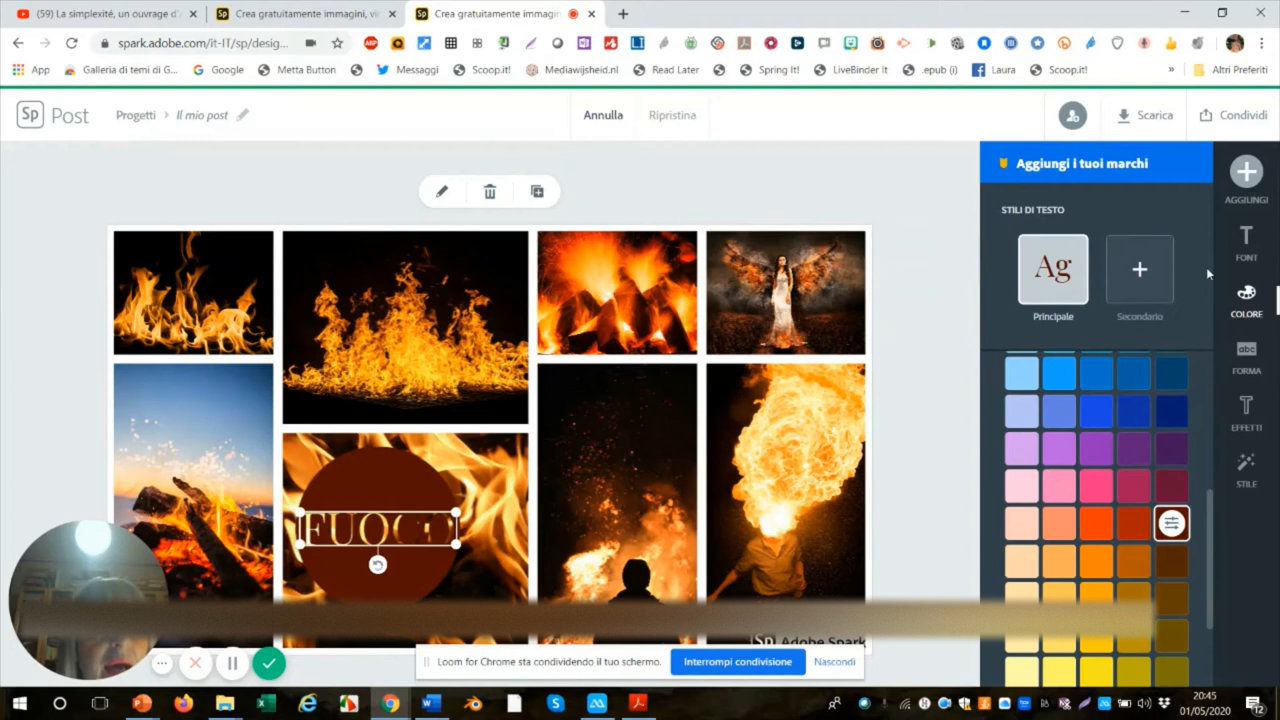 (59) La simplexité, un ouvrage d'
Crea gratuitamente immagini, vi
Crea gratuitamente immagin
spark.adobe.com/it-IT/sp/desig...
App
Galleria di temi di G...
Google
Metta Button
Messaggi
Scoop.it!
Mediawijsheid.nl
Read Later
Spring It!
LiveBinder It
.epub (i)
Laura
Scoop.it!
»
Altri Preferiti
Sp Post
Progetti > Il mio post
Annulla
Ripristina
Scarica
Condividi
Aggiungi i tuoi marchi
STILI DI TESTO
Ag
+
Principale
Secondario
AGGIUNGI
FONT
COLORE
abc
FORMA
EFFETTI
STILE
FUOCO
Sp Adobe Spark
Loom for Chrome sta condividendo il tuo schermo.
Interrompi condivisione
Nascondi
20:45
01/05/2020
12